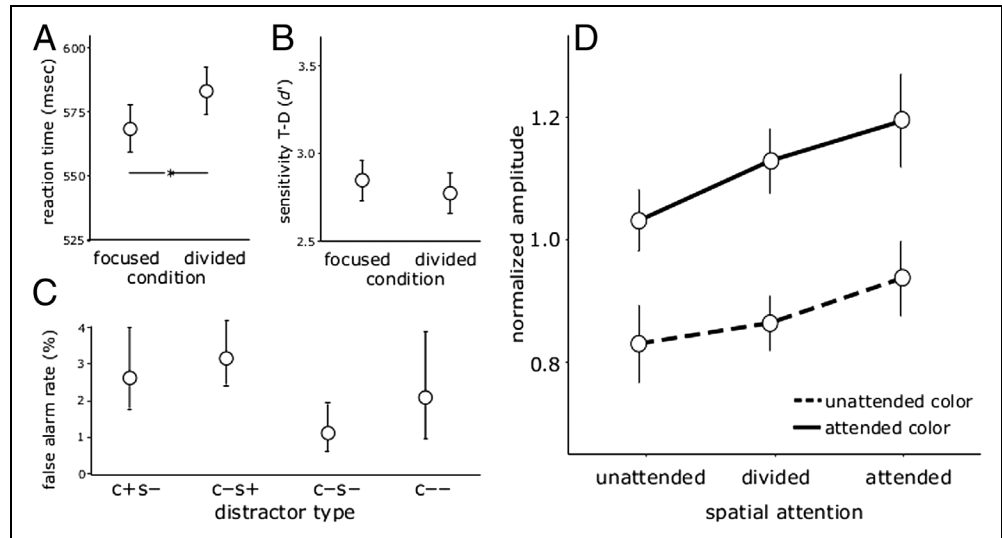 A
reaction time (msec)
600
575
550
525
*
focused divided
condition
B
sensitivity T-D (d')
3.5
3.0
2.5
focused divided
condition
C
false alarm rate (%)
4
3
2
1
0
c+s− c−s+ c−s− c−−
distractor type
D
normalized amplitude
1.2
1.0
0.8
unattended color
attended color
unattended divided attended
spatial attention